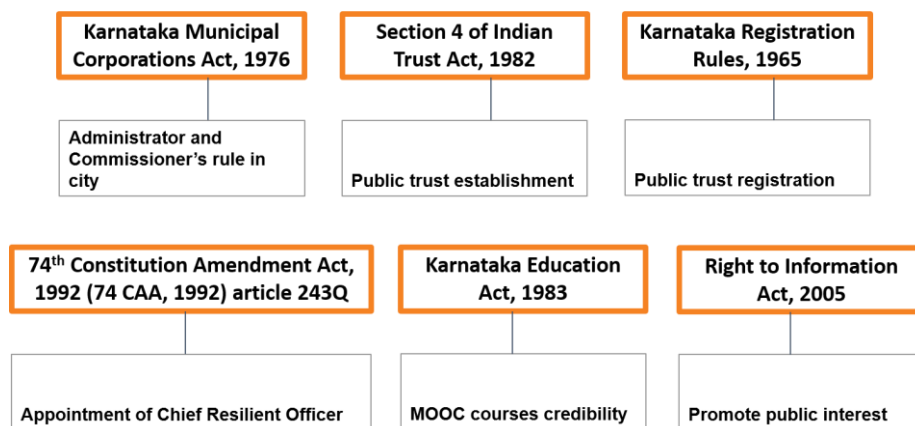 Karnataka Municipal
Corporations Act, 1976
Section 4 of Indian
Trust Act, 1982
Karnataka Registration
Rules, 1965
Administrator and
Commissioner’s rule in
city
Public trust establishment
Public trust registration
74th Constitution Amendment Act,
1992 (74 CAA, 1992) article 243Q
Karnataka Education
Act, 1983
Right to Information
Act, 2005
Appointment of Chief Resilient Officer
MOOC courses credibility
Promote public interest